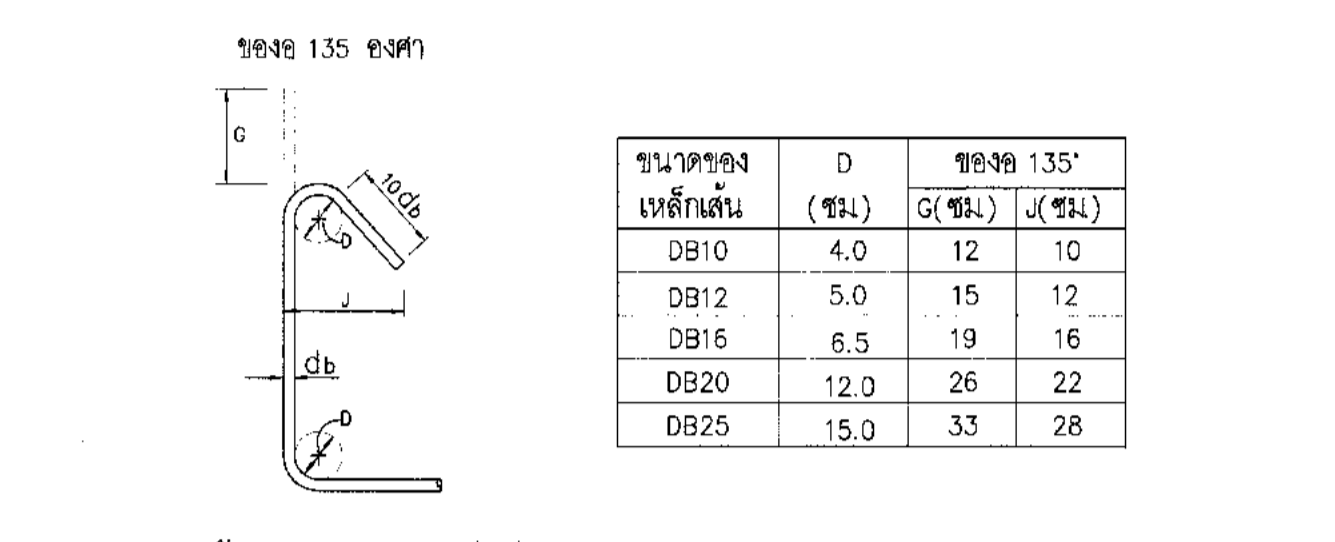 ของอ 135 องศา
G
10db
D
J
db
D
ขนาดของ D ของอ 135°
เหล็กเส้น (ซม) G(ซม) J(ซม)
DB10 4.0 12 10
DB12 5.0 15 12
DB16 6.5 19 16
DB20 12.0 26 22
DB25 15.0 33 28